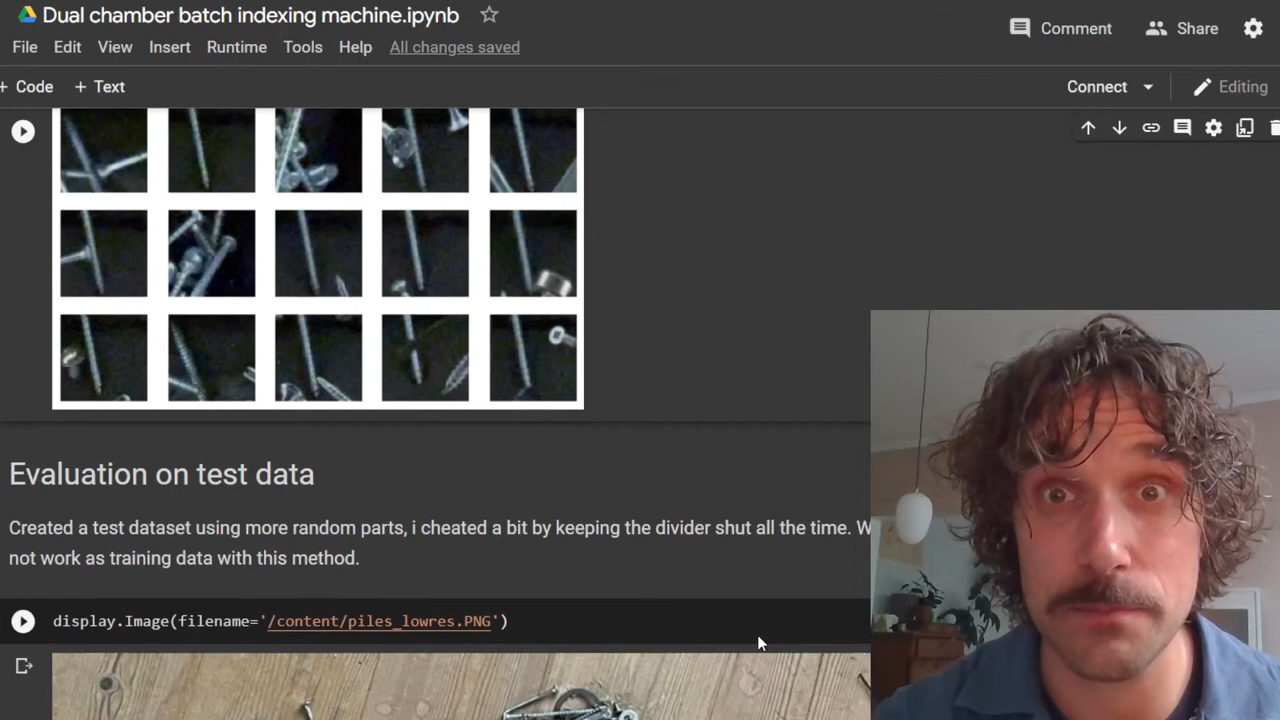 Dual chamber batch indexing machine.ipynb
Comment
Share
File Edit View Insert Runtime Tools Help All changes saved
+ Code + Text
Connect
Editing
Evaluation on test data
Created a test dataset using more random parts, i cheated a bit by keeping the divider shut all the time. W
not work as training data with this method.
display.Image(filename='/content/piles_lowres.PNG')